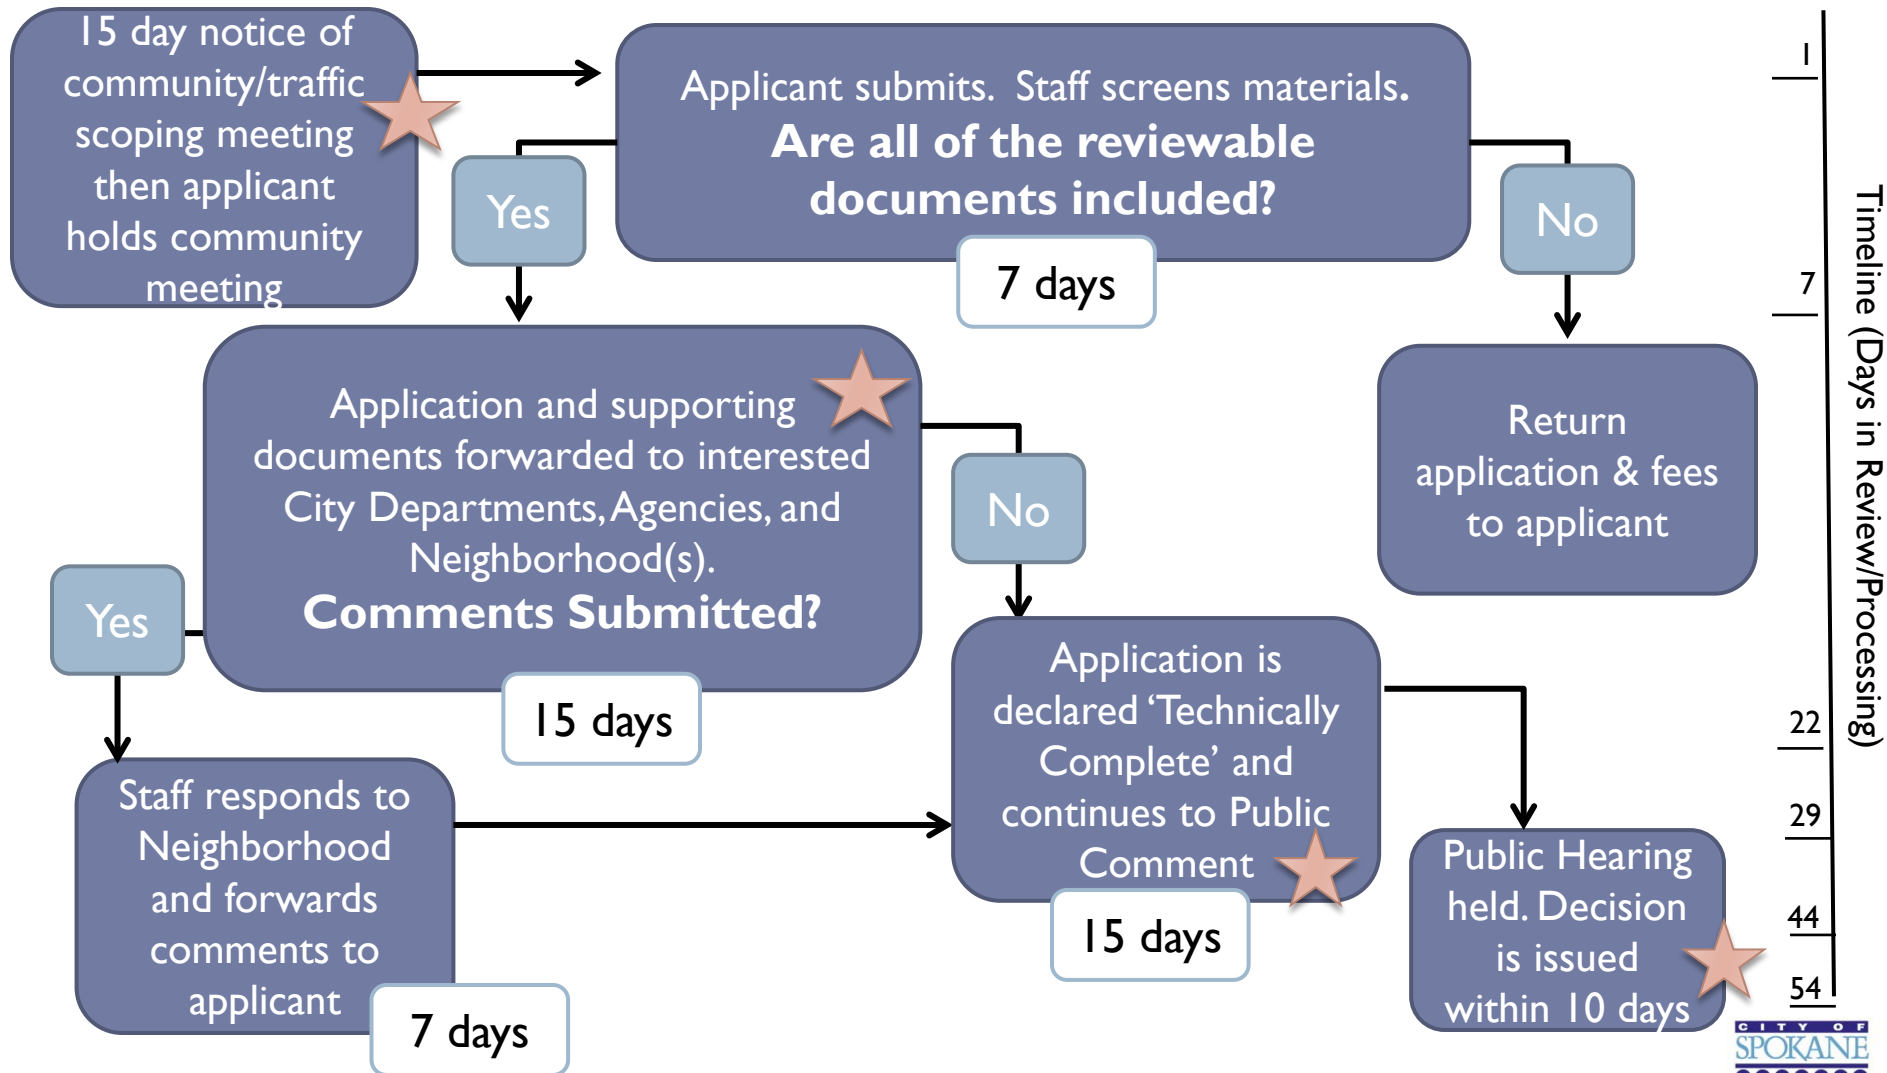 15 day notice of
community/traffic
scoping meeting
then applicant
holds community
meeting
Applicant submits. Staff screens materials.
Are all of the reviewable
documents included?
7 days
Yes
No
Return
application & fees
to applicant
Application and supporting
documents forwarded to interested
City Departments, Agencies, and
Neighborhood(s).
Comments Submitted?
15 days
No
Yes
Staff responds to
Neighborhood
and forwards
comments to
applicant
7 days
Application is
declared ‘Technically
Complete’ and
continues to Public
Comment
15 days
Public Hearing
held. Decision
is issued
within 10 days
1
7
22
29
44
54
Timeline (Days in Review/Processing)
CITY OF
SPOKANE